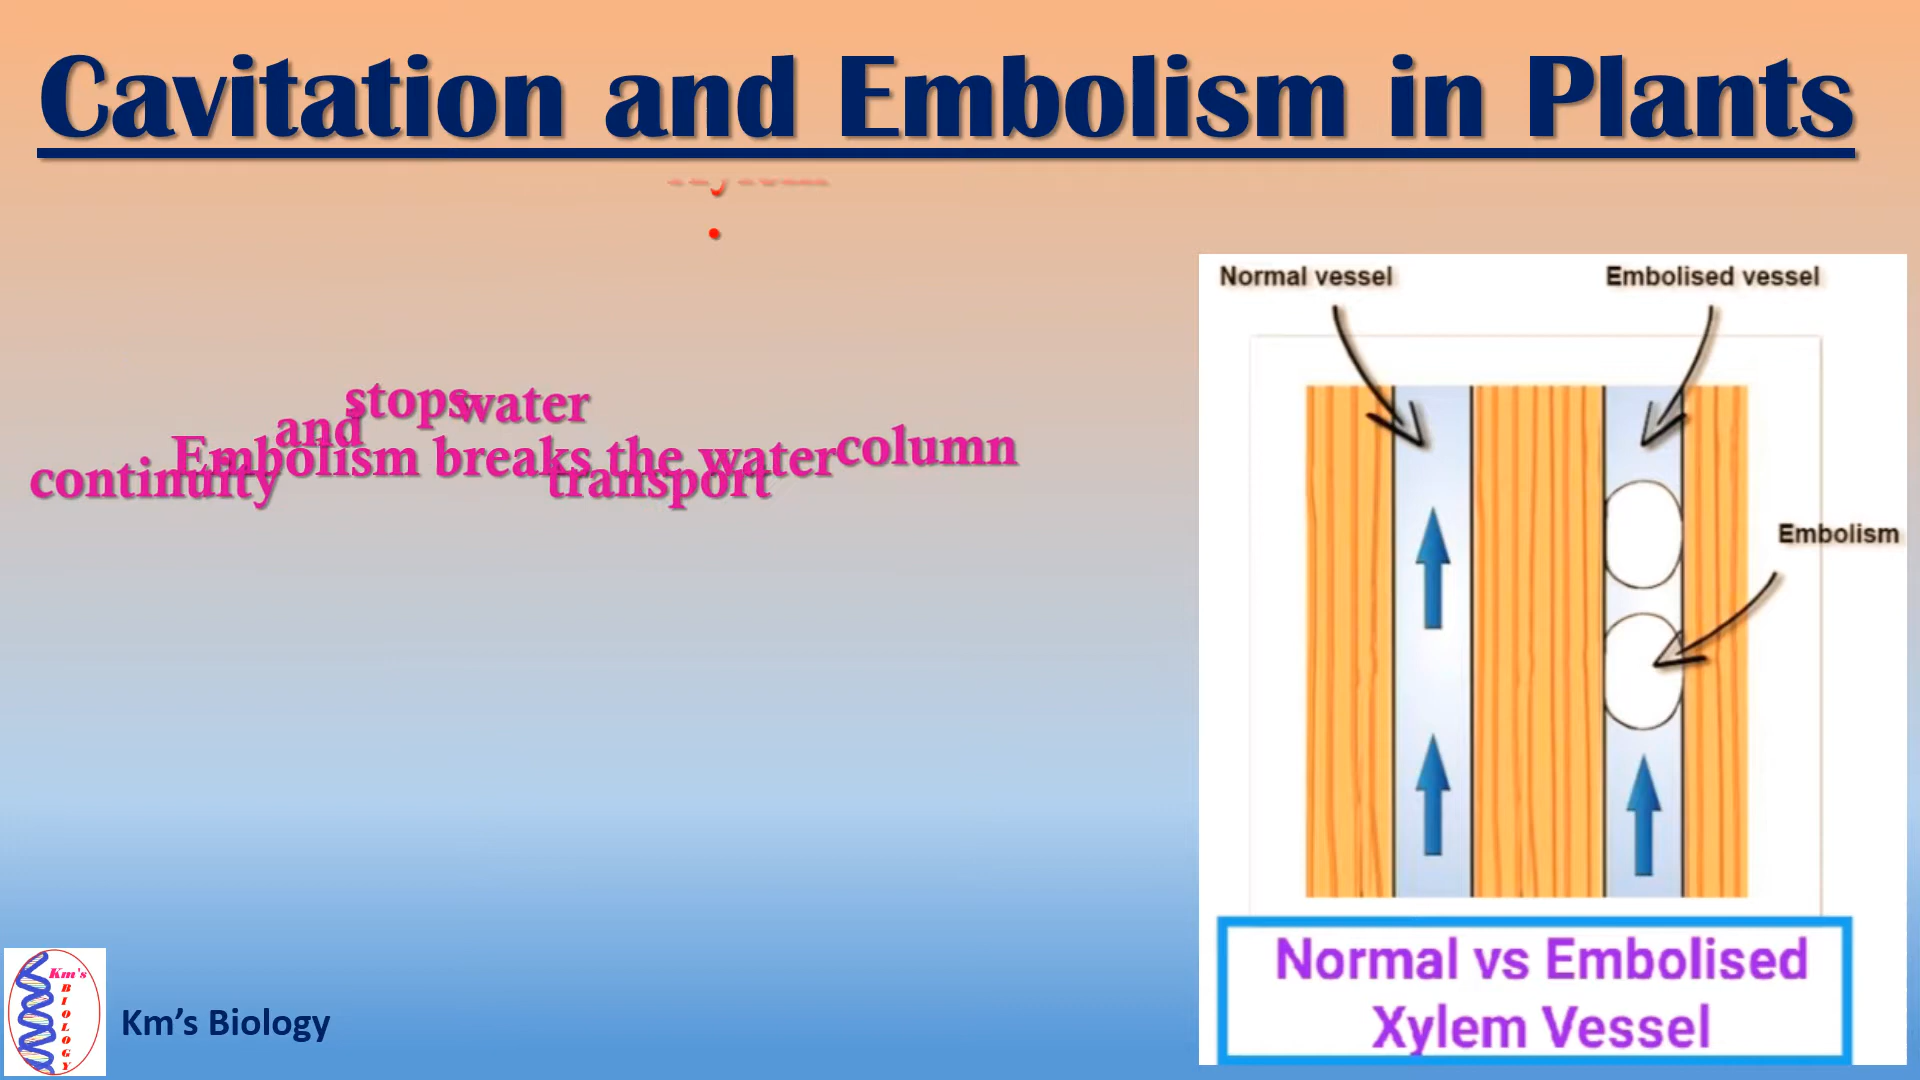 Cavitation and Embolism in Plants
Embolism breaks the water column
continuity and stops water transport
Normal vessel
Embolised vessel
Embolism
Normal vs Embolised
Xylem Vessel
Km's
BIOLOGY
Km’s Biology